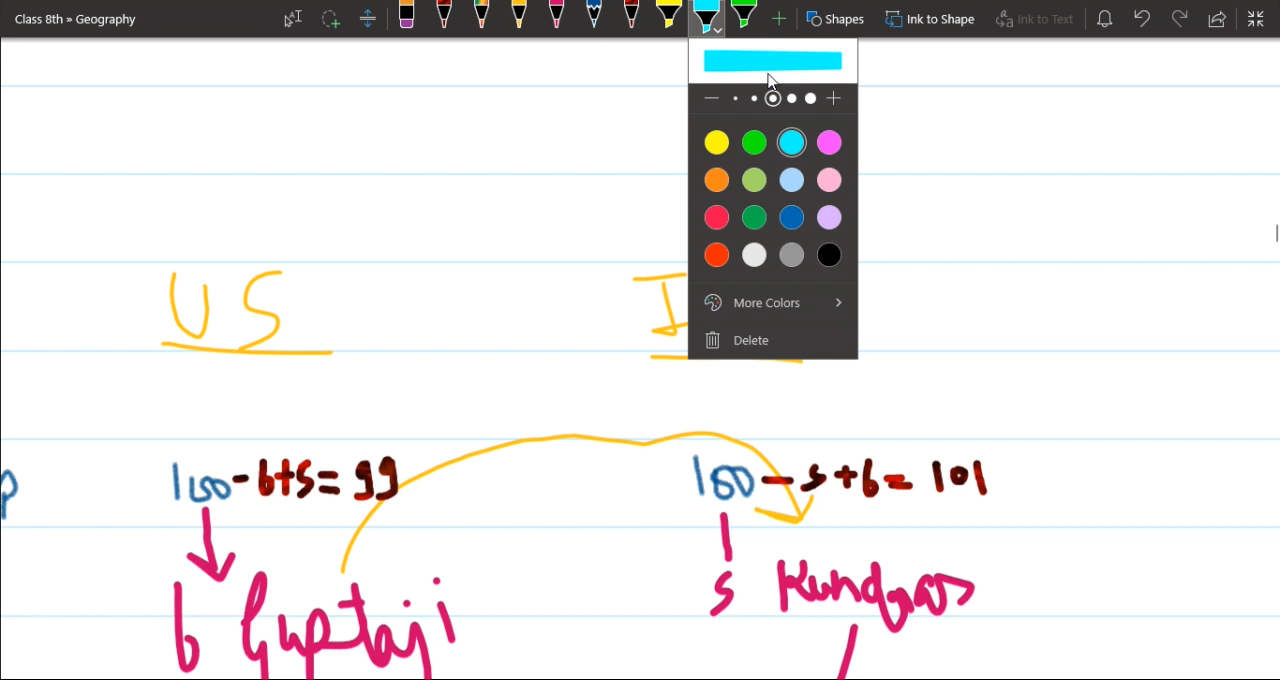 Class 8th » Geography
Shapes
Ink to Shape
Ink to Text
More Colors
Delete
US
I
100-6+5=99
100-5+6=101
6 Guptaji
5